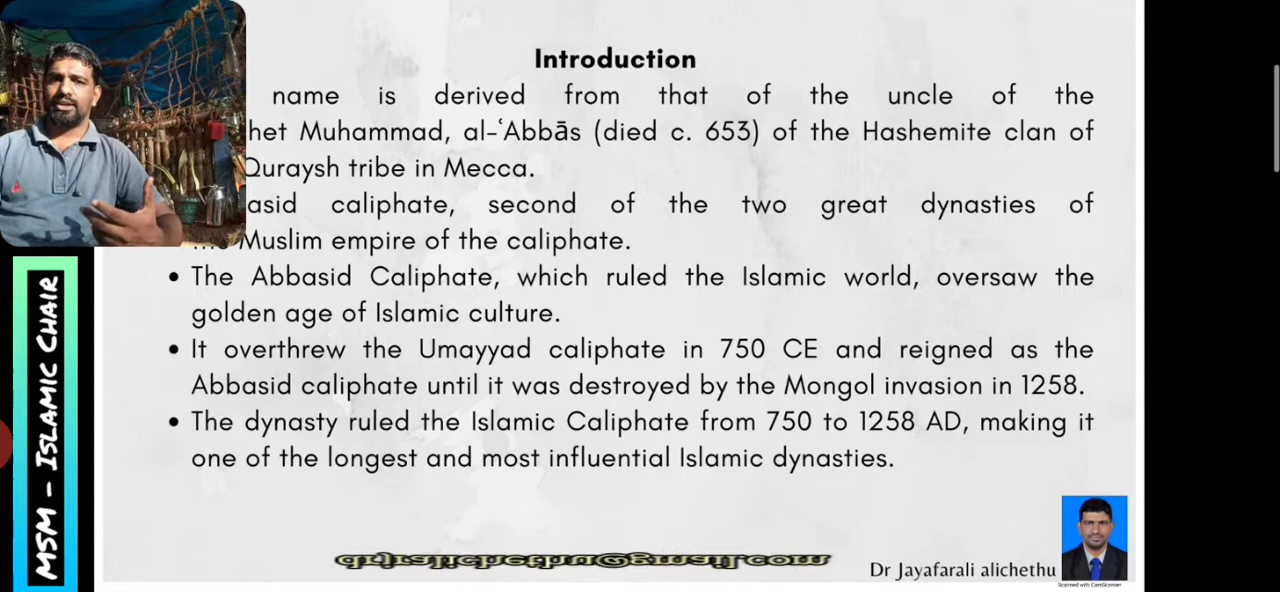 Introduction
name is derived from that of the uncle of the
het Muhammad, al-ʿAbbās (died c. 653) of the Hashemite clan of
Quraysh tribe in Mecca.
asid caliphate, second of the two great dynasties of
Muslim empire of the caliphate.
• The Abbasid Caliphate, which ruled the Islamic world, oversaw the
golden age of Islamic culture.
• It overthrew the Umayyad caliphate in 750 CE and reigned as the
Abbasid caliphate until it was destroyed by the Mongol invasion in 1258.
• The dynasty ruled the Islamic Caliphate from 750 to 1258 AD, making it
one of the longest and most influential Islamic dynasties.
MSM - ISLAMIC CHAIR
Dr Jayafarali alichethu
Scanned with CamScanner